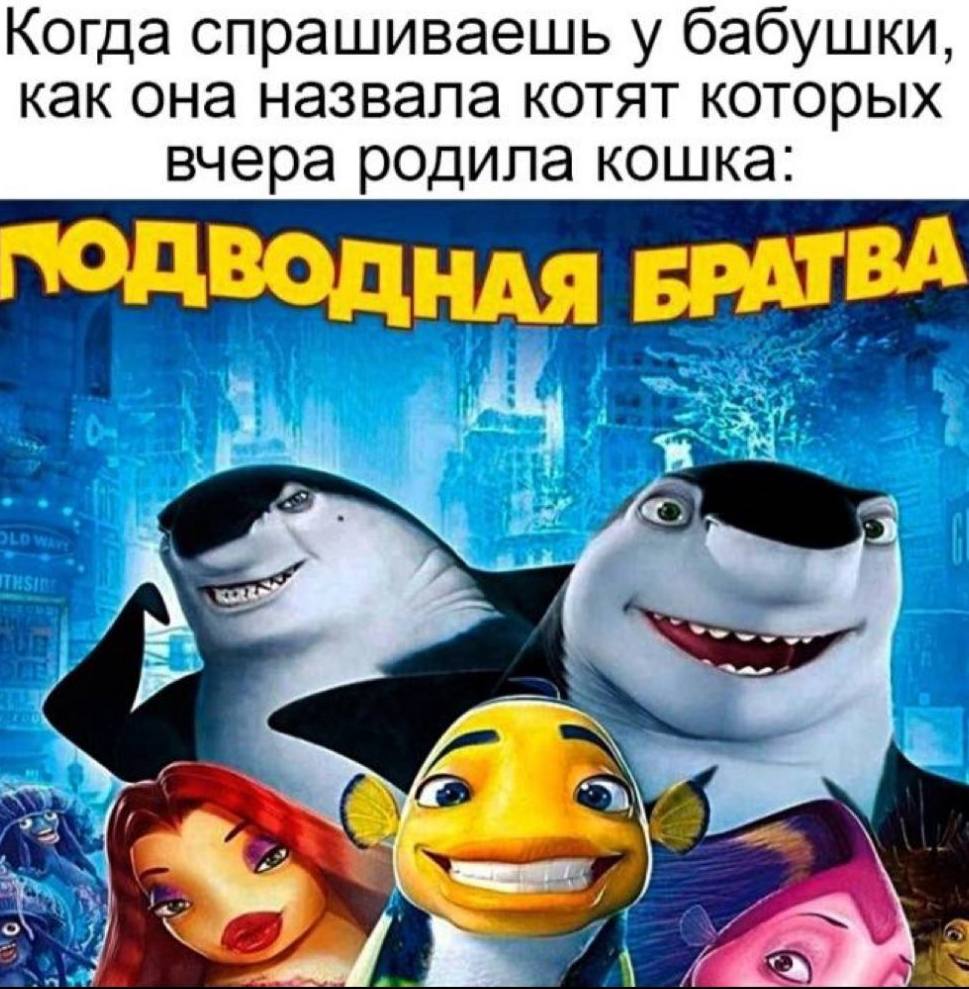 Когда спрашиваешь у бабушки,
как она назвала котят которых
вчера родила кошка:
ПОДВОДНАЯ БРАТВА